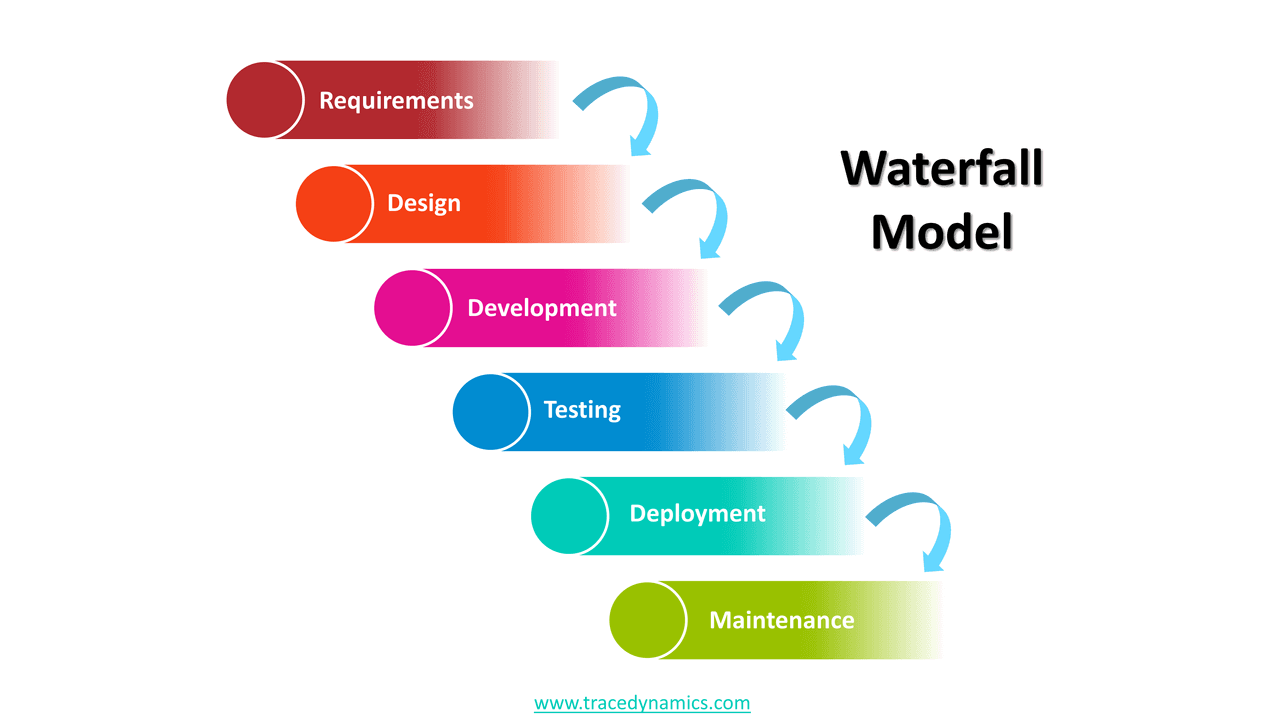 Requirements
Waterfall
Model
Design
Development
Testing
Deployment
Maintenance
www.tracedynamics.com